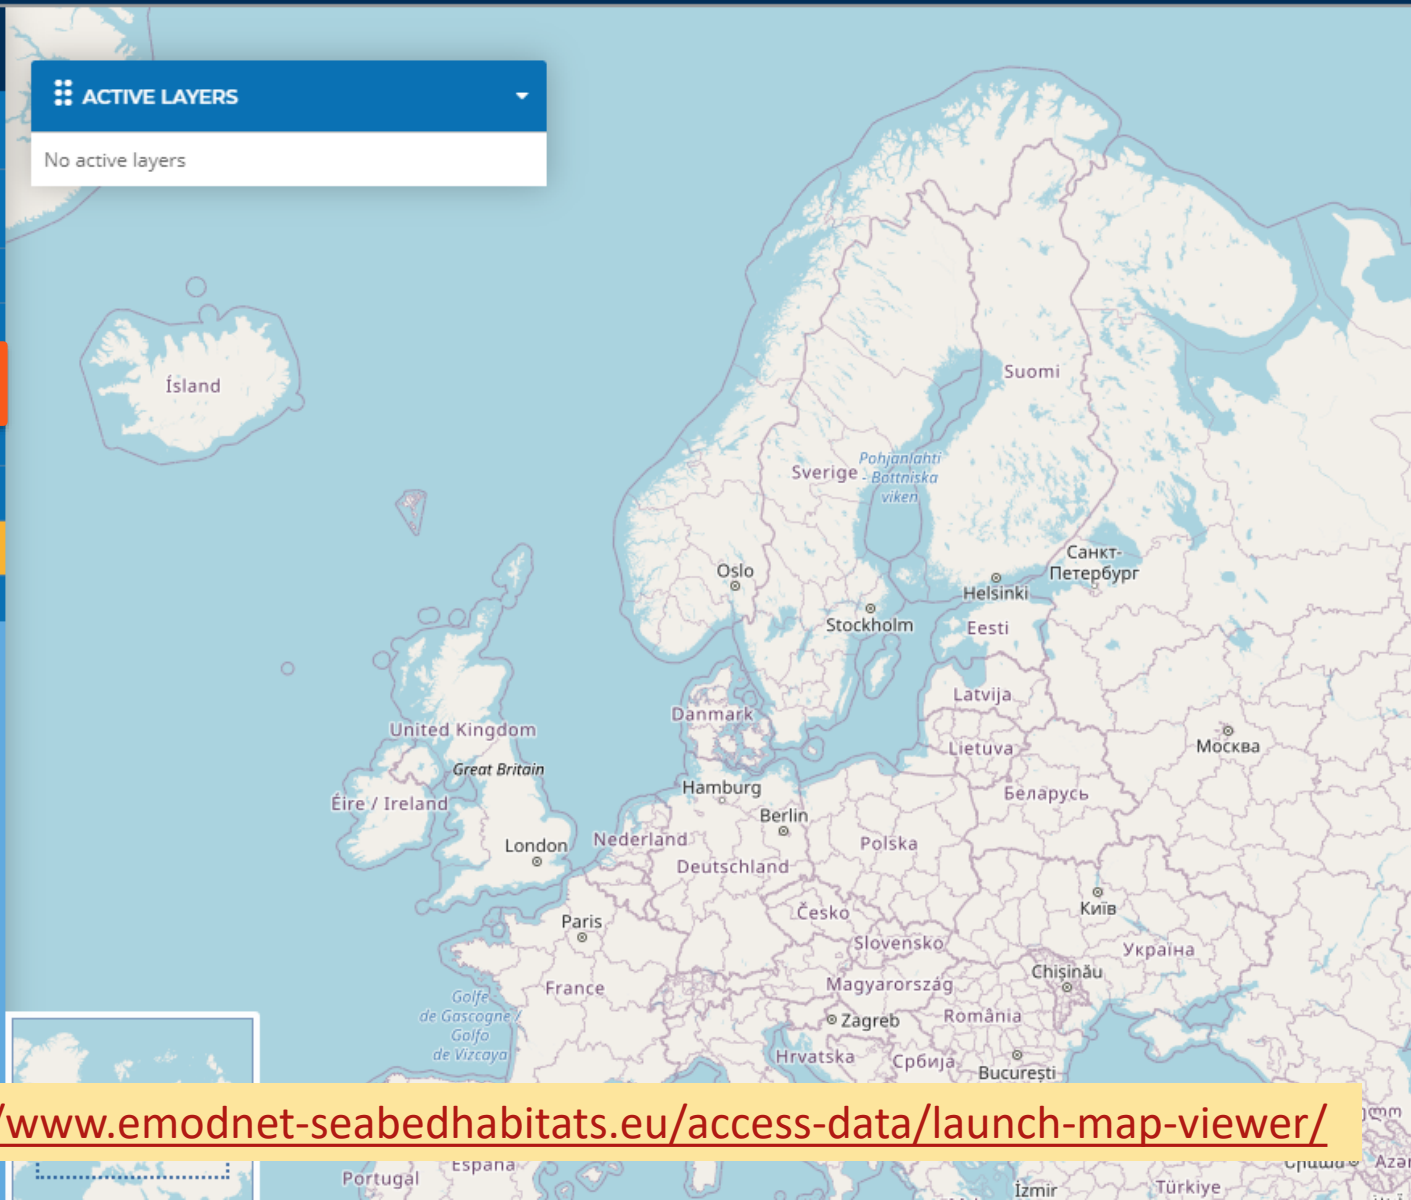 ACTIVE LAYERS
No active layers
Ísland
Suomi
Sverige
Pohjanlahti
- Bottniska
viken
Oslo
Санкт-
Петербург
Helsinki
Stockholm
Eesti
Latvija
Danmark
United Kingdom
Lietuva
Москва
Great Britain
Hamburg
Éire / Ireland
Беларусь
Berlin
London
Nederland
Polska
Deutschland
Česko
Київ
Paris
Slovensko
Україна
Chișinău
France
Magyarország
Golfe
de Gascogne /
Golfo
de Vizcaya
Zagreb
România
Hrvatska
Србија
București
/www.emodnet-seabedhabitats.eu/access-data/launch-map-viewer/
España
Portugal
İzmir
Türkiye